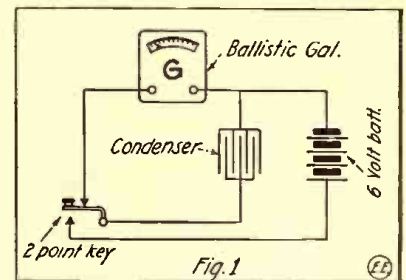 Ballistic Gal.
G
Condenser
6 Volt batt.
2 point key
Fig. 1
EE